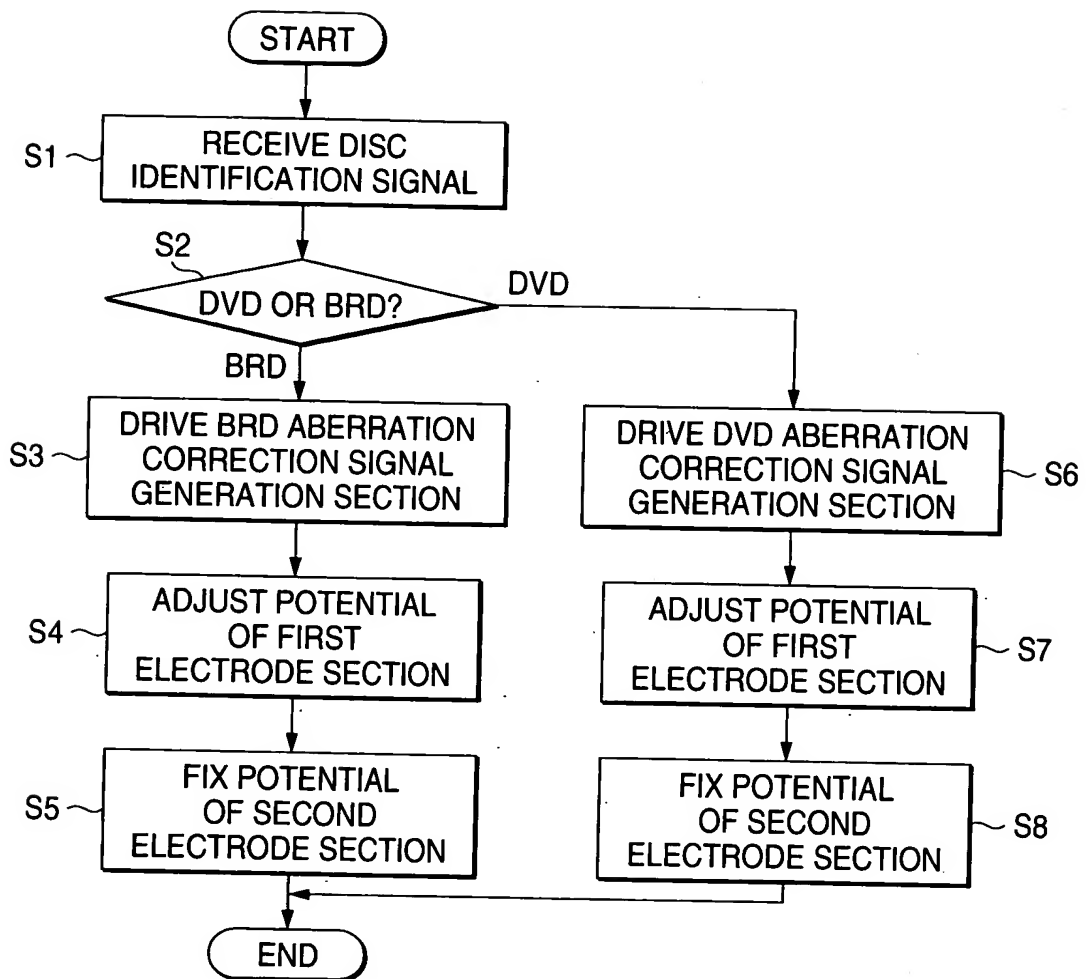 START
S1
RECEIVE DISC
IDENTIFICATION SIGNAL
S2
DVD OR BRD?
DVD
BRD
S3
DRIVE BRD ABERRATION
CORRECTION SIGNAL
GENERATION SECTION
S4
ADJUST POTENTIAL
OF FIRST
ELECTRODE SECTION
S5
FIX POTENTIAL
OF SECOND
ELECTRODE SECTION
DRIVE DVD ABERRATION
CORRECTION SIGNAL
GENERATION SECTION
S6
ADJUST POTENTIAL
OF FIRST
ELECTRODE SECTION
S7
FIX POTENTIAL
OF SECOND
ELECTRODE SECTION
S8
END